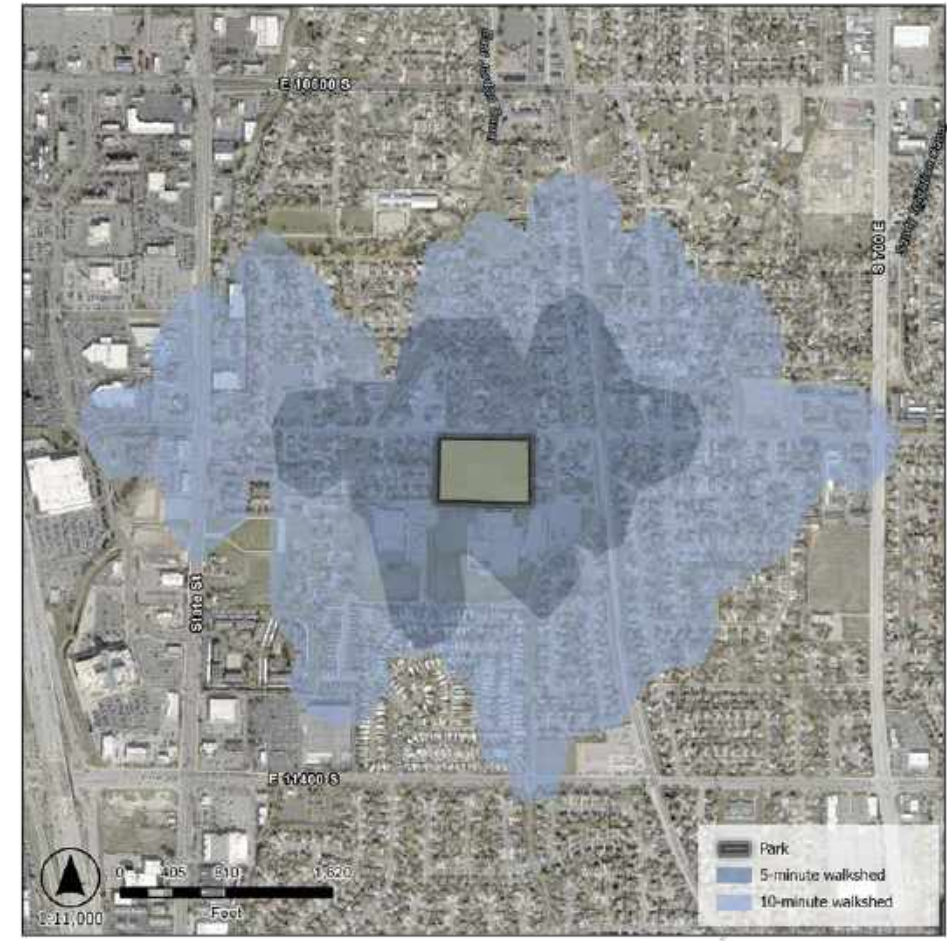 E 10600 S
S 700 E
State St
E 11400 S
0 405 810 1,620
Feet
1:11,000
Park
5-minute walkshed
10-minute walkshed